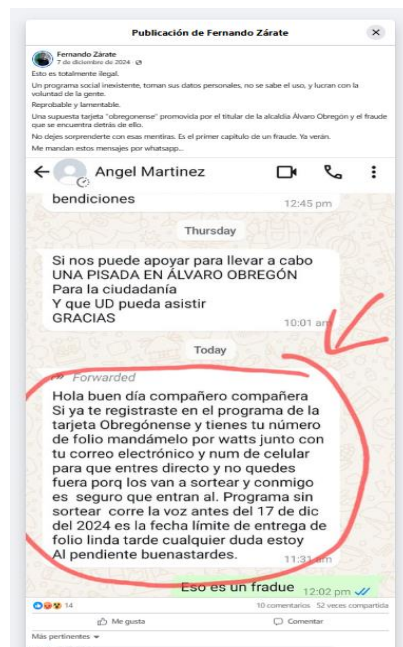 Publicación de Fernando Zárate
Fernando Zárate
7 de diciembre de 2024
Esto es totalmente ilegal.
Un programa social inexistente, toman sus datos personales, no se sabe el uso, y lucran con la
voluntad de la gente.
Reprobable y lamentable.
Una supuesta tarjeta "obregonense" promovida por el titular de la alcaldía Álvaro Obregón y el fraude
que se encuentra detrás de ello.
No dejes sorprenderte con esas mentiras. Es el primer capítulo de un fraude. Ya verán.
Me mandan estos mensajes por whatsapp...
Angel Martinez
bendiciones
12:45 pm
Thursday
Si nos puede apoyar para llevar a cabo
UNA PISADA EN ÁLVARO OBREGÓN
Para la ciudadanía
Y que UD pueda asistir
GRACIAS
10:01 am
Today
Forwarded
Hola buen día compañero compañera
Si ya te registraste en el programa de la
tarjeta Obregónense y tienes tu número
de folio mandámelo por watts junto con
tu correo electrónico y num de celular
para que entres directo y no quedes
fuera porq los van a sortear y conmigo
es seguro que entran al. Programa sin
sortear corre la voz antes del 17 de dic
del 2024 es la fecha límite de entrega de
folio linda tarde cualquier duda estoy
Al pendiente buenastardes.
11:31 am
Eso es un fradue 12:02 pm
14
10 comentarios 52 veces compartida
Me gusta
Comentar
Más pertinentes